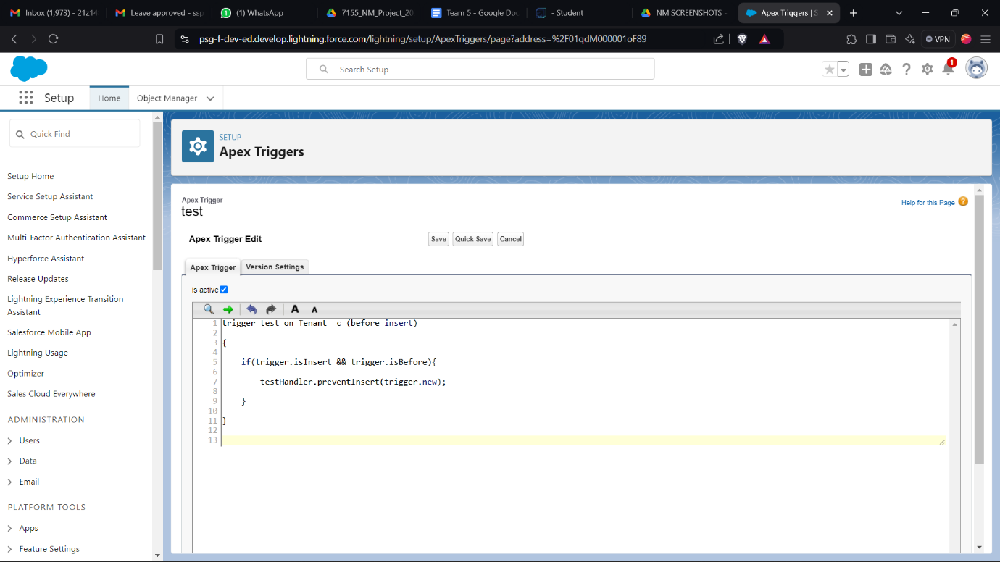 Inbox (1,973) - 21z14
Leave approved - ssp
(1) WhatsApp
7155_NM_Project_20
Team 5 - Google Doc
- Student
NM SCREENSHOTS -
Apex Triggers | S
psg-f-dev-ed.develop.lightning.force.com/lightning/setup/ApexTriggers/page?address=%2F01qdM000001oF89
VPN
Search Setup
1
Setup
Home
Object Manager
Quick Find
Setup Home
Service Setup Assistant
Commerce Setup Assistant
Multi-Factor Authentication Assistant
Hyperforce Assistant
Release Updates
Lightning Experience Transition
Assistant
Salesforce Mobile App
Lightning Usage
Optimizer
Sales Cloud Everywhere
ADMINISTRATION
Users
Data
Email
PLATFORM TOOLS
Apps
Feature Settings
SETUP
Apex Triggers
Apex Trigger
test
Help for this Page
Apex Trigger Edit
Save
Quick Save
Cancel
Apex Trigger
Version Settings
is active
A A
1 trigger test on Tenant__c (before insert)
2
3 {
4
5 if(trigger.isInsert && trigger.isBefore){
6
7 testHandler.preventInsert(trigger.new);
8
9 }
10
11 }
12
13